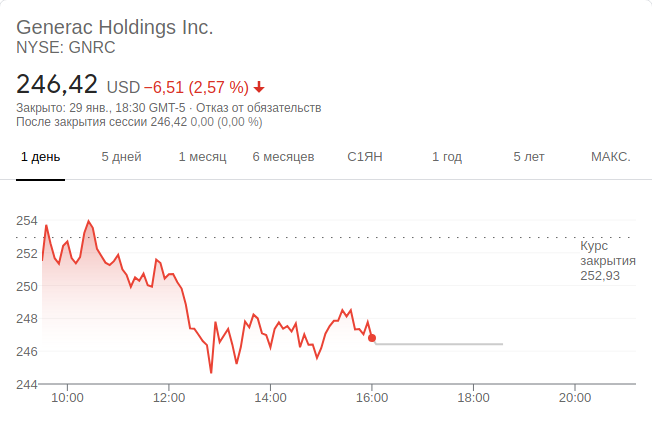 Generac Holdings Inc.
NYSE: GNRC
246,42 USD −6,51 (2,57 %)
Закрыто: 29 янв., 18:30 GMT-5 · Отказ от обязательств
После закрытия сессии 246,42 0,00 (0,00 %)
1 день 5 дней 1 месяц 6 месяцев С1ЯН 1 год 5 лет МАКС.
254
252
250
248
246
244
Курс
закрытия
252,93
10:00 12:00 14:00 16:00 18:00 20:00